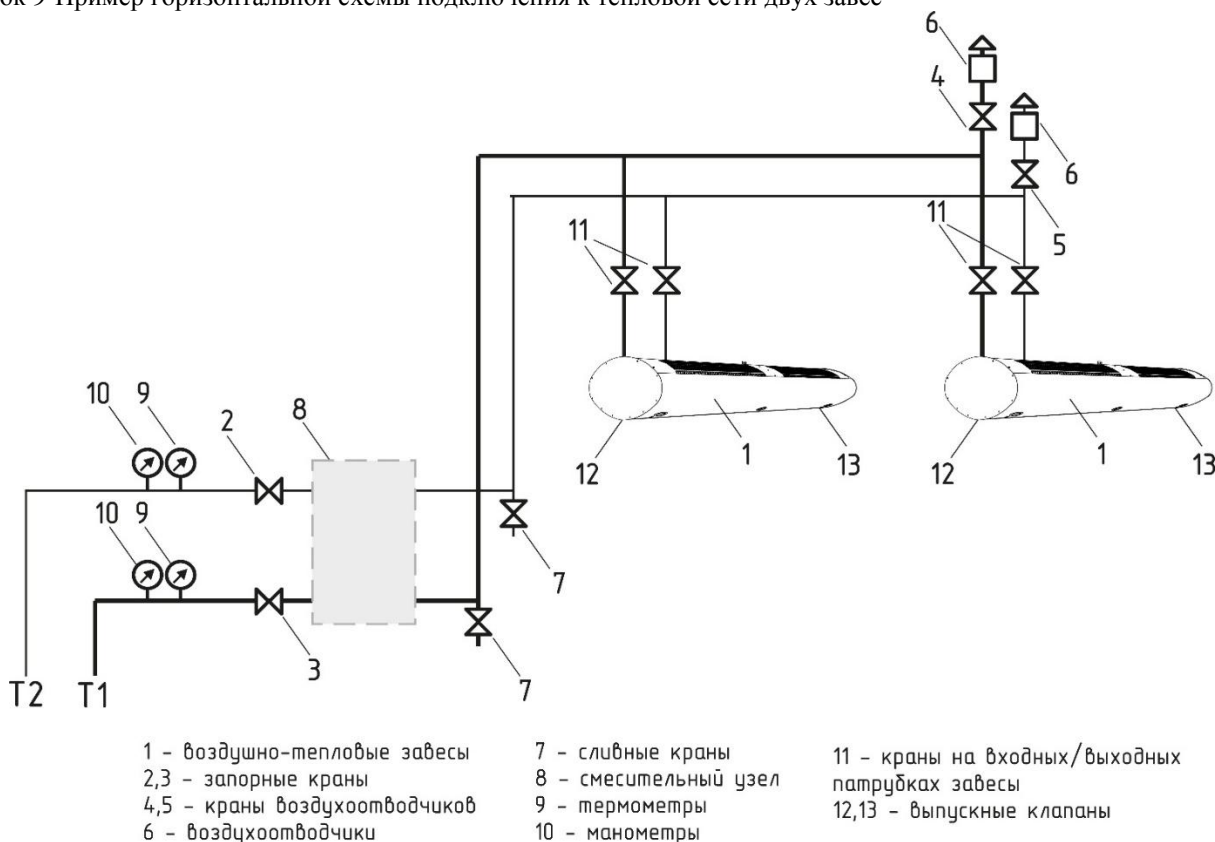 ок 9 Пример горизонтальной схемы подключения к тепловой сети двух завес
6
4
6
5
11
11
10
9
2
8
12
1
13
12
1
13
10
9
7
3
7
T2
T1
1 - воздушно-тепловые завесы
2,3 - запорные краны
4,5 - краны воздухоотводчиков
6 - воздухоотводчики
7 - сливные краны
8 - смесительный узел
9 - термометры
10 - манометры
11 - краны на входных/выходных
патрубках завесы
12,13 - выпускные клапаны